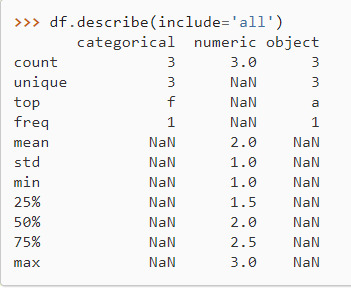 >>> df.describe(include='all')
       categorical  numeric object
count            3      3.0      3
unique           3      NaN      3
top              f      NaN      a
freq             1      NaN      1
mean           NaN      2.0    NaN
std            NaN      1.0    NaN
min            NaN      1.0    NaN
25%            NaN      1.5    NaN
50%            NaN      2.0    NaN
75%            NaN      2.5    NaN
max            NaN      3.0    NaN